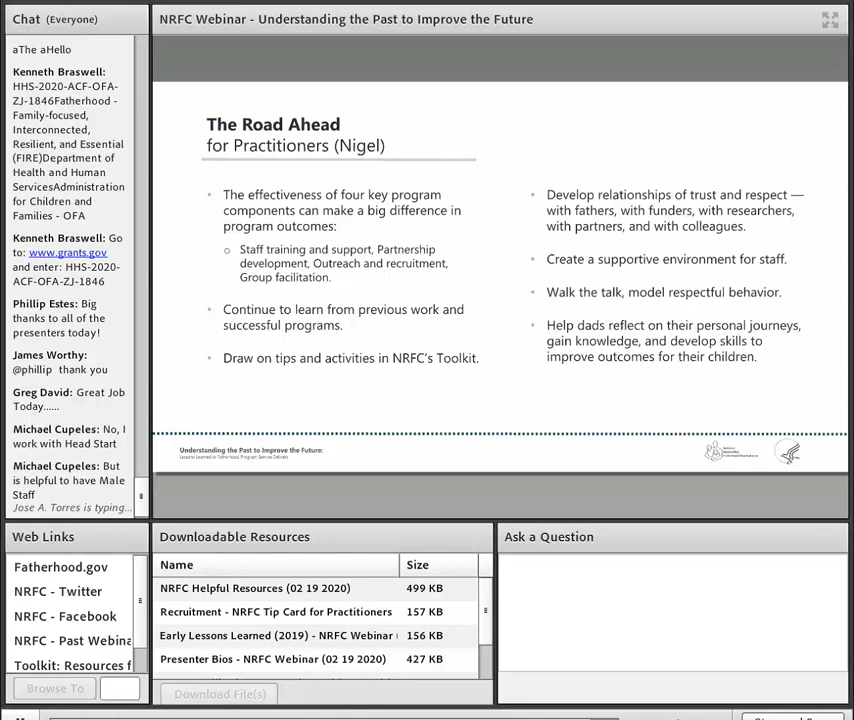 Chat (Everyone)
aThe aHello
Kenneth Braswell:
HHS-2020-ACF-OFA-
ZJ-1846Fatherhood -
Family-focused,
Interconnected,
Resilient, and Essential
(FIRE)Department of
Health and Human
ServicesAdministration
for Children and
Families - OFA
Kenneth Braswell: Go
to: www.grants.gov
and enter: HHS-2020-
ACF-OFA-ZJ-1846
Phillip Estes: Big
thanks to all of the
presenters today!
James Worthy:
@phillip thank you
Greg David: Great Job
Today......
Michael Cupeles: No, I
work with Head Start
Michael Cupeles: But
is helpful to have Male
Staff
Jose A. Torres is typing...
NRFC Webinar - Understanding the Past to Improve the Future
The Road Ahead
for Practitioners (Nigel)
The effectiveness of four key program
components can make a big difference in
program outcomes:
Staff training and support, Partnership
development, Outreach and recruitment,
Group facilitation.
Continue to learn from previous work and
successful programs.
Draw on tips and activities in NRFC's Toolkit.
Develop relationships of trust and respect —
with fathers, with funders, with researchers,
with partners, and with colleagues.
Create a supportive environment for staff.
Walk the talk, model respectful behavior.
Help dads reflect on their personal journeys,
gain knowledge, and develop skills to
improve outcomes for their children.
Understanding the Past to Improve the Future:
Lessons Learned in Fatherhood Program Service Delivery
Web Links
Fatherhood.gov
NRFC - Twitter
NRFC - Facebook
NRFC - Past Webina
Toolkit: Resources f
Browse To
Downloadable Resources
Name Size
NRFC Helpful Resources (02 19 2020) 499 KB
Recruitment - NRFC Tip Card for Practitioners 157 KB
Early Lessons Learned (2019) - NRFC Webinar ( 156 KB
Presenter Bios - NRFC Webinar (02 19 2020) 427 KB
Download File(s)
Ask a Question